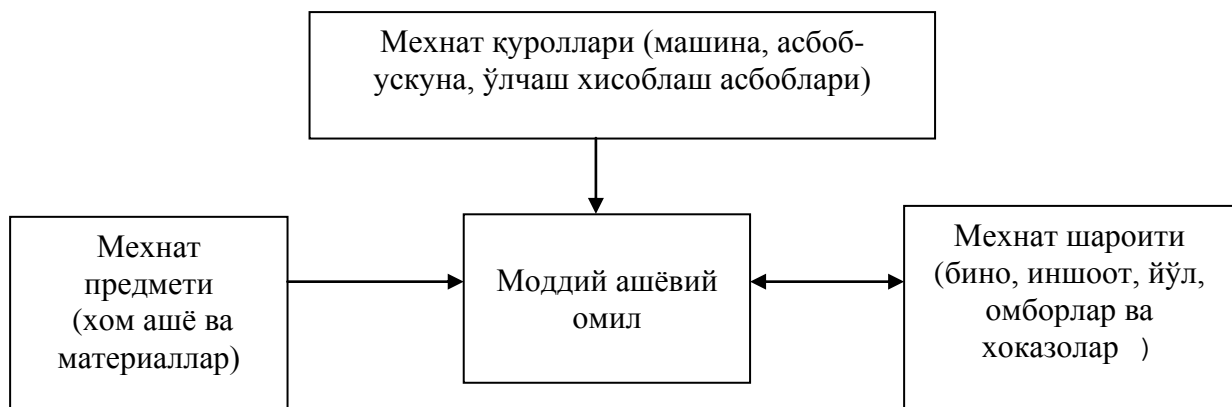 Мехнат қуроллари (машина, асбоб-
ускуна, ўлчаш хисоблаш асбоблари)
Мехнат
предмети
(хом ашё ва
материаллар)
Моддий ашёвий
омил
Мехнат шароити
(бино, иншоот, йўл,
омборлар ва
хоказолар )